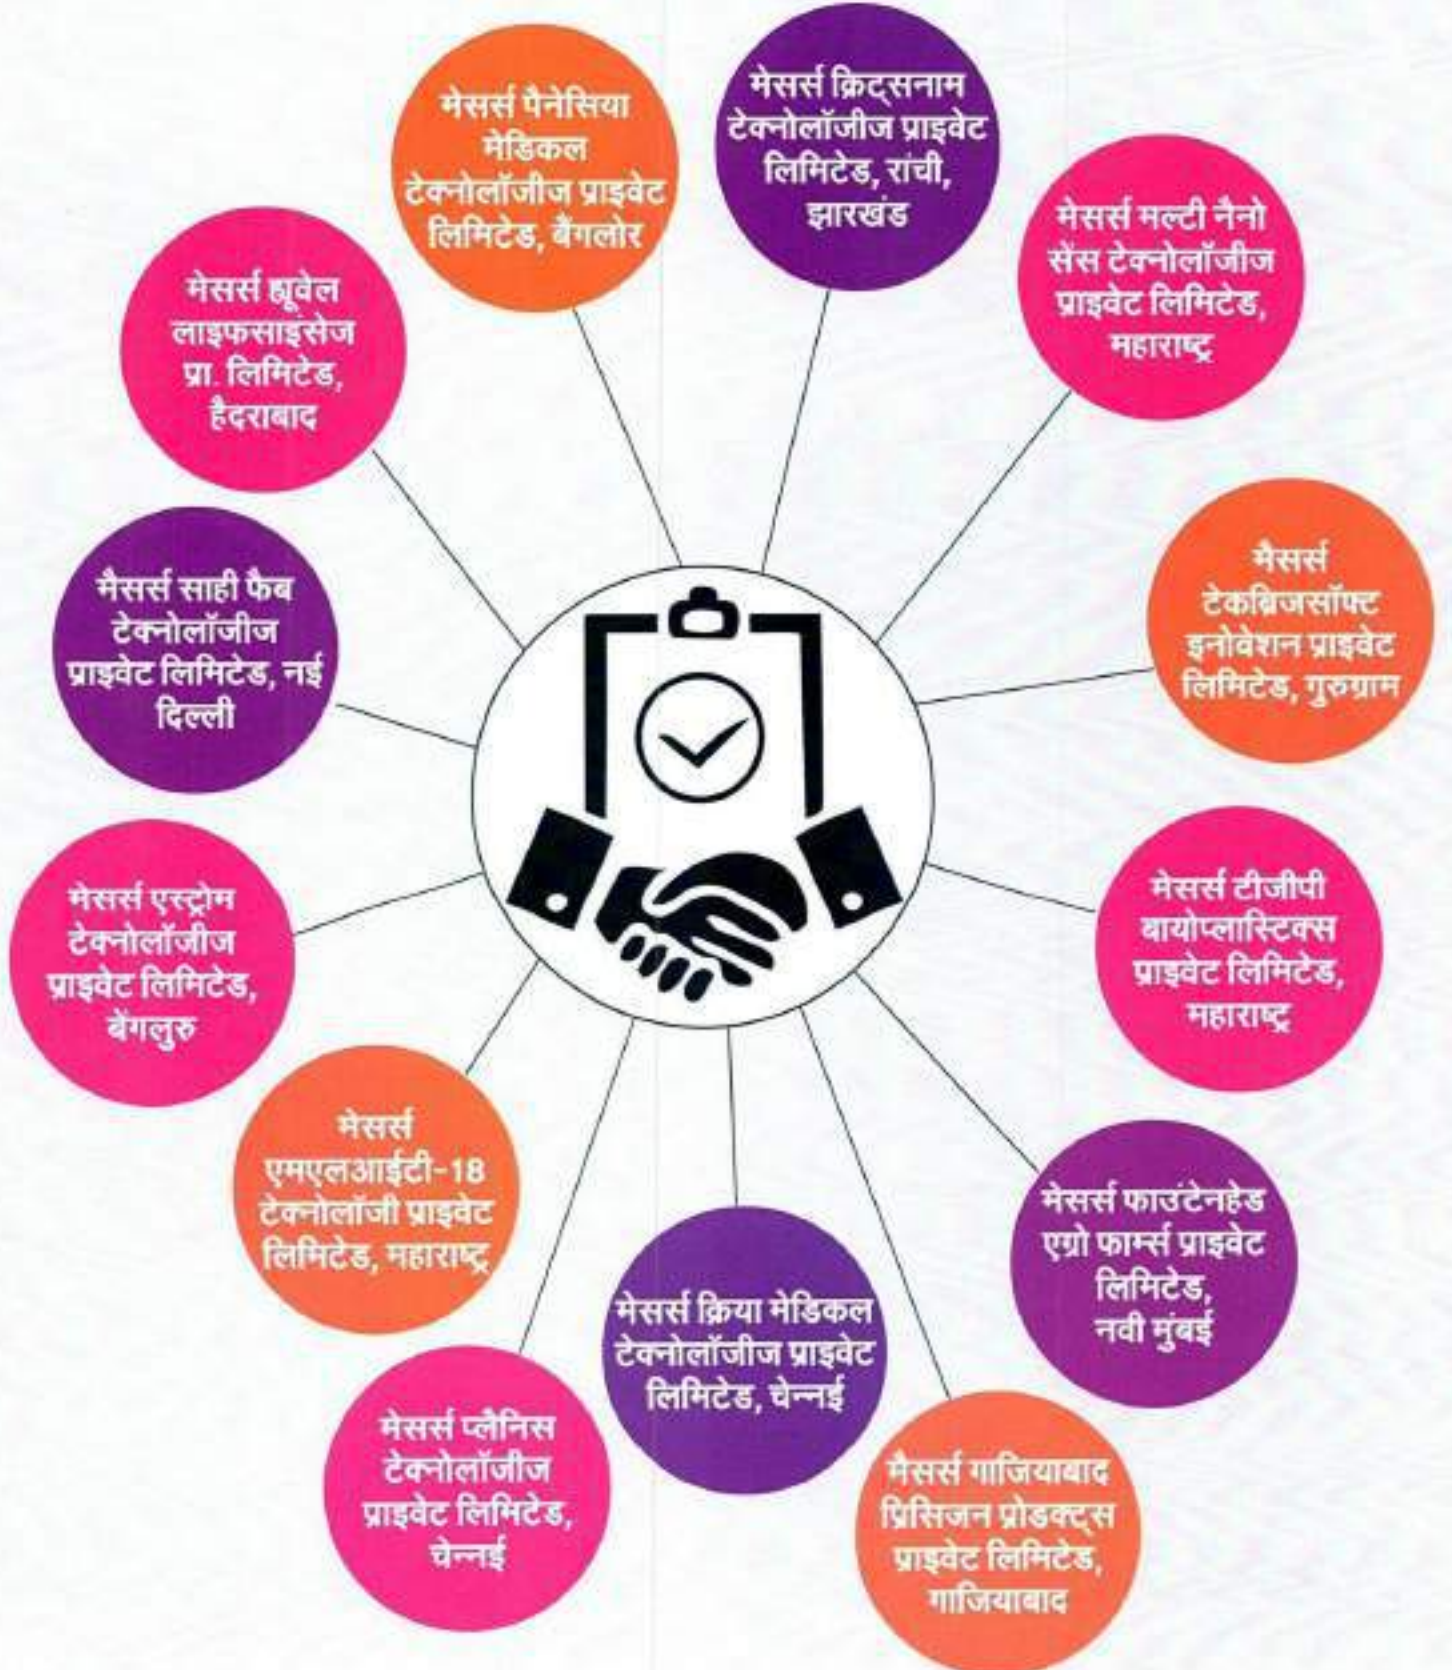 मेसर्स पैनेसिया
मेडिकल
टेक्नोलॉजीज प्राइवेट
लिमिटेड, बैंगलोर
मेसर्स क्रिट्सनाम
टेक्नोलॉजीज प्राइवेट
लिमिटेड, रांची,
झारखंड
मेसर्स मल्टी नैनो
सेंस टेक्नोलॉजीज
प्राइवेट लिमिटेड,
महाराष्ट्र
मैसर्स
टेकब्रिजसॉफ्ट
इनोवेशन प्राइवेट
लिमिटेड, गुरुग्राम
मेसर्स टीजीपी
बायोप्लास्टिक्स
प्राइवेट लिमिटेड,
महाराष्ट्र
मेसर्स फाउंटेनहेड
एग्रो फार्म्स प्राइवेट
लिमिटेड,
नवी मुंबई
मैसर्स गाजियाबाद
प्रिसिजन प्रोडक्ट्स
प्राइवेट लिमिटेड,
गाजियाबाद
मेसर्स क्रिया मेडिकल
टेक्नोलॉजीज प्राइवेट
लिमिटेड, चेन्नई
मेसर्स प्लैनिस
टेक्नोलॉजीज
प्राइवेट लिमिटेड,
चेन्नई
मेसर्स
एमएलआईटी-18
टेक्नोलॉजी प्राइवेट
लिमिटेड, महाराष्ट्र
मेसर्स एस्ट्रोम
टेक्नोलॉजीज
प्राइवेट लिमिटेड,
बेंगलुरु
मैसर्स साही फैब
टेक्नोलॉजीज
प्राइवेट लिमिटेड, नई
दिल्ली
मेसर्स ह्यूवेल
लाइफसाइंसेज
प्रा. लिमिटेड,
हैदराबाद